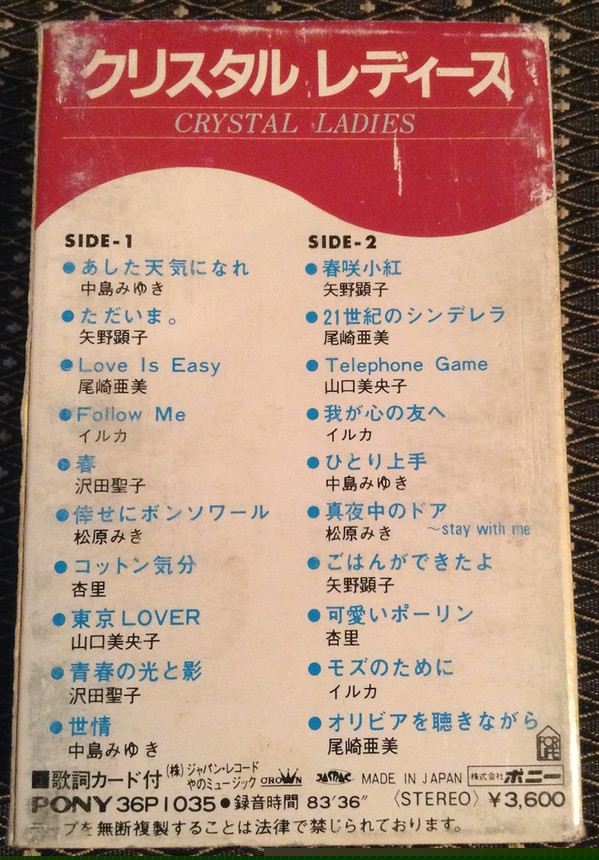 クリスタル レディース
CRYSTAL LADIES
SIDE-1
●あした天気になれ
中島みゆき
●ただいま。
矢野顕子
●Love Is Easy
尾崎亜美
●Follow Me
イルカ
●春
沢田聖子
●倖せにボンソワール
松原みき
●コットン気分
杏里
●東京LOVER
山口美央子
●青春の光と影
沢田聖子
●世情
中島みゆき
SIDE-2
●春咲小紅
矢野顕子
●21世紀のシンデレラ
尾崎亜美
●Telephone Game
山口美央子
●我が心の友へ
イルカ
●ひとり上手
中島みゆき
●真夜中のドア
〜stay with me
松原みき
●ごはんができたよ
矢野顕子
●可愛いポーリン
杏里
●モズのために
イルカ
●オリビアを聴きながら
尾崎亜美
FOR LIFE
■歌詞カード付 (株)ジャパン・レコード やのミュージック CROWN JASRAC MADE IN JAPAN 株式会社ポニー
PONY 36P1035 ●録音時間 83'36" 〈STEREO〉 ¥3,600
テープを無断複製することは法律で禁じられております。